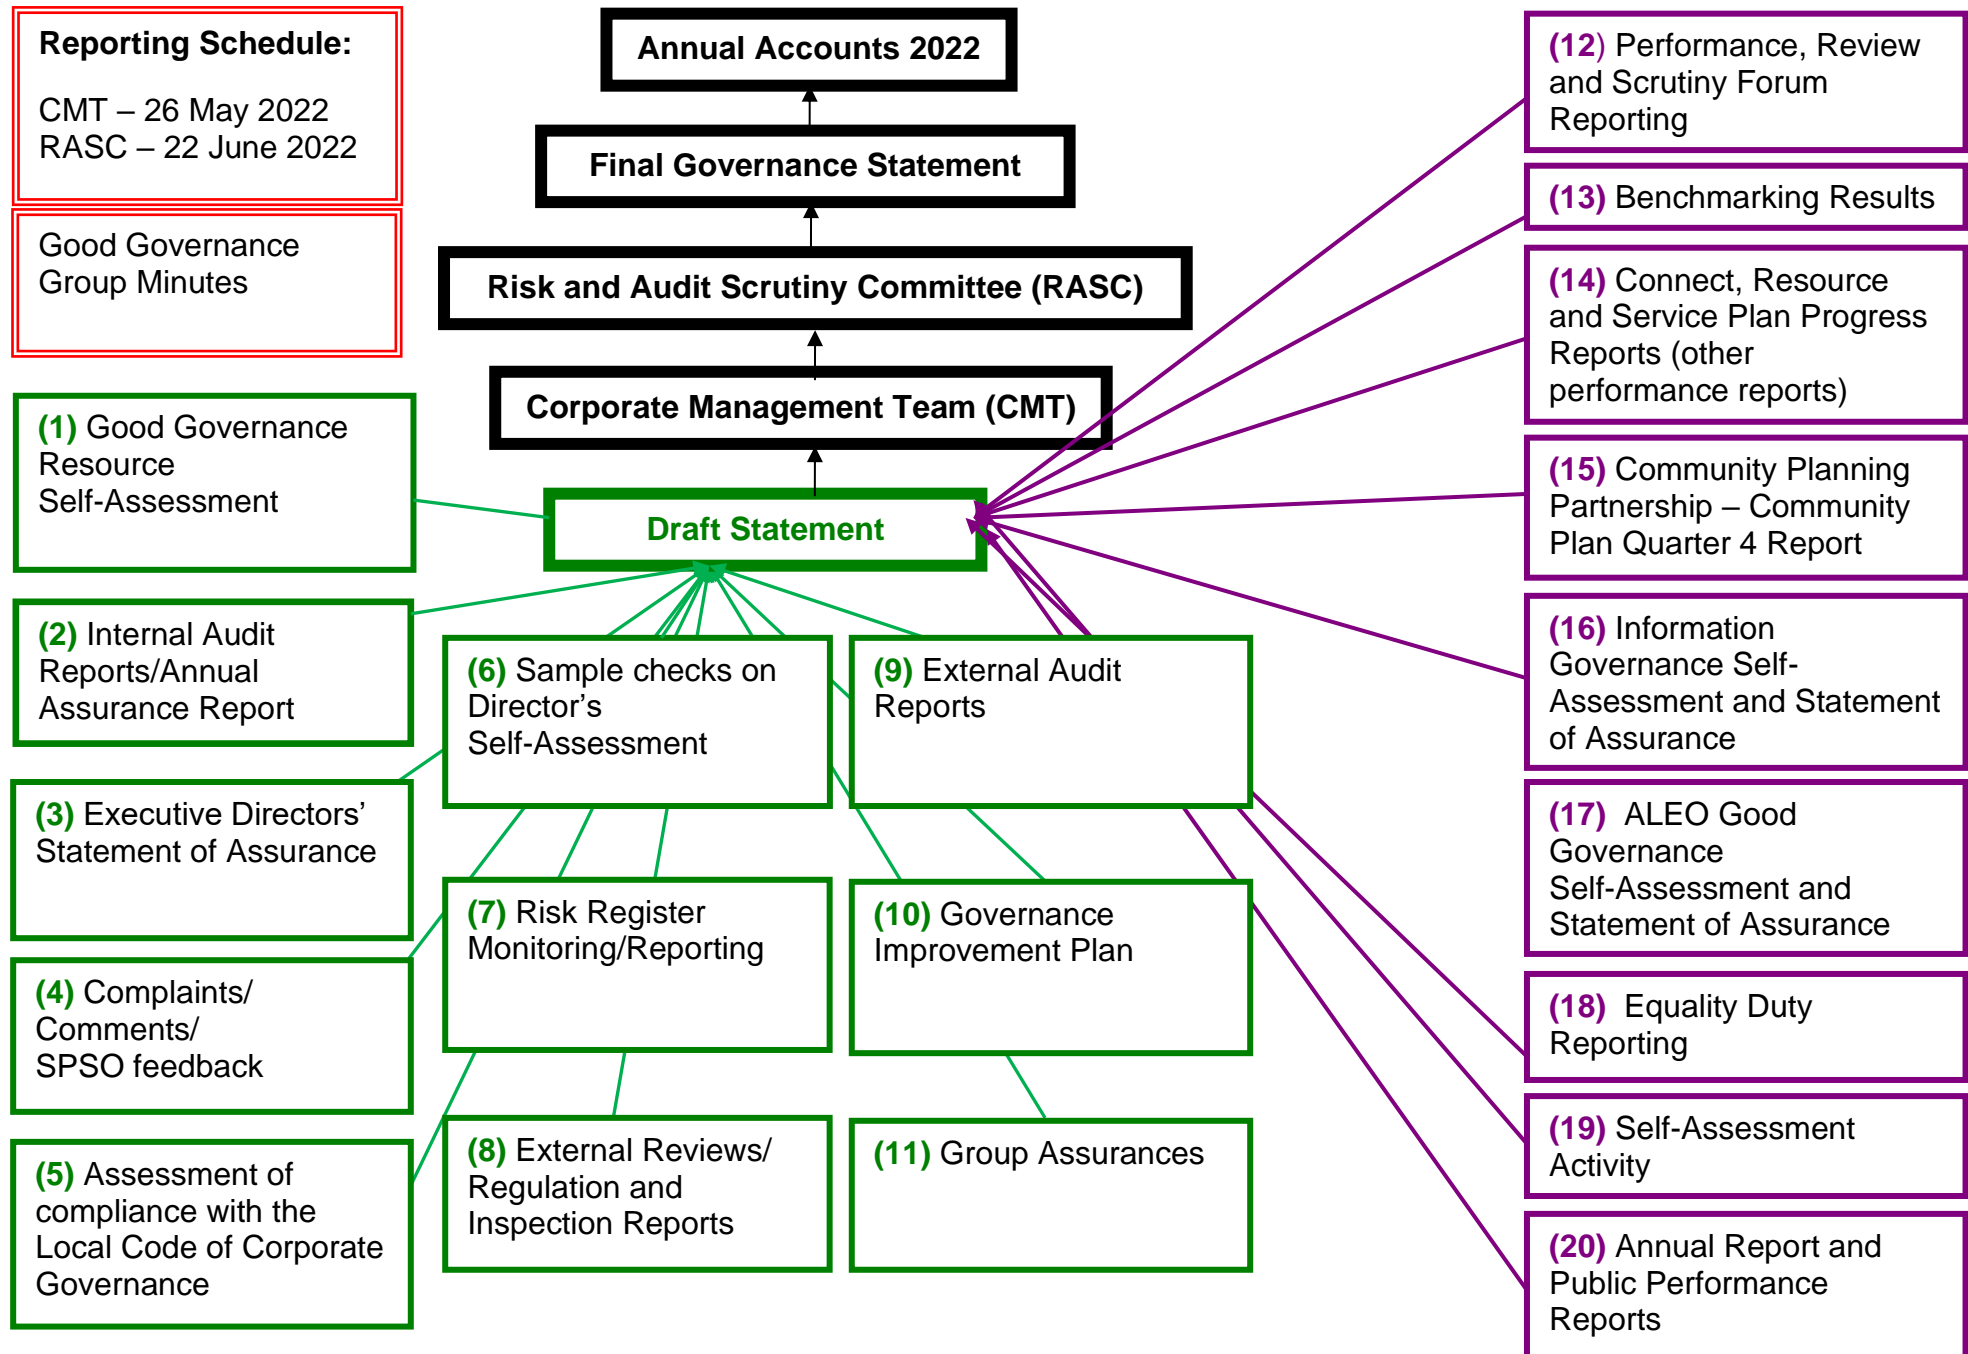 Reporting Schedule:
CMT – 26 May 2022
RASC – 22 June 2022
Good Governance
Group Minutes
Annual Accounts 2022
Final Governance Statement
Risk and Audit Scrutiny Committee (RASC)
Corporate Management Team (CMT)
Draft Statement
(1) Good Governance
Resource
Self-Assessment
(2) Internal Audit
Reports/Annual
Assurance Report
(3) Executive Directors’
Statement of Assurance
(4) Complaints/
Comments/
SPSO feedback
(5) Assessment of
compliance with the
Local Code of Corporate
Governance
(6) Sample checks on
Director’s
Self-Assessment
(7) Risk Register
Monitoring/Reporting
(8) External Reviews/
Regulation and
Inspection Reports
(9) External Audit
Reports
(10) Governance
Improvement Plan
(11) Group Assurances
(12) Performance, Review
and Scrutiny Forum
Reporting
(13) Benchmarking Results
(14) Connect, Resource
and Service Plan Progress
Reports (other
performance reports)
(15) Community Planning
Partnership – Community
Plan Quarter 4 Report
(16) Information
Governance Self-
Assessment and Statement
of Assurance
(17) ALEO Good
Governance
Self-Assessment and
Statement of Assurance
(18) Equality Duty
Reporting
(19) Self-Assessment
Activity
(20) Annual Report and
Public Performance
Reports